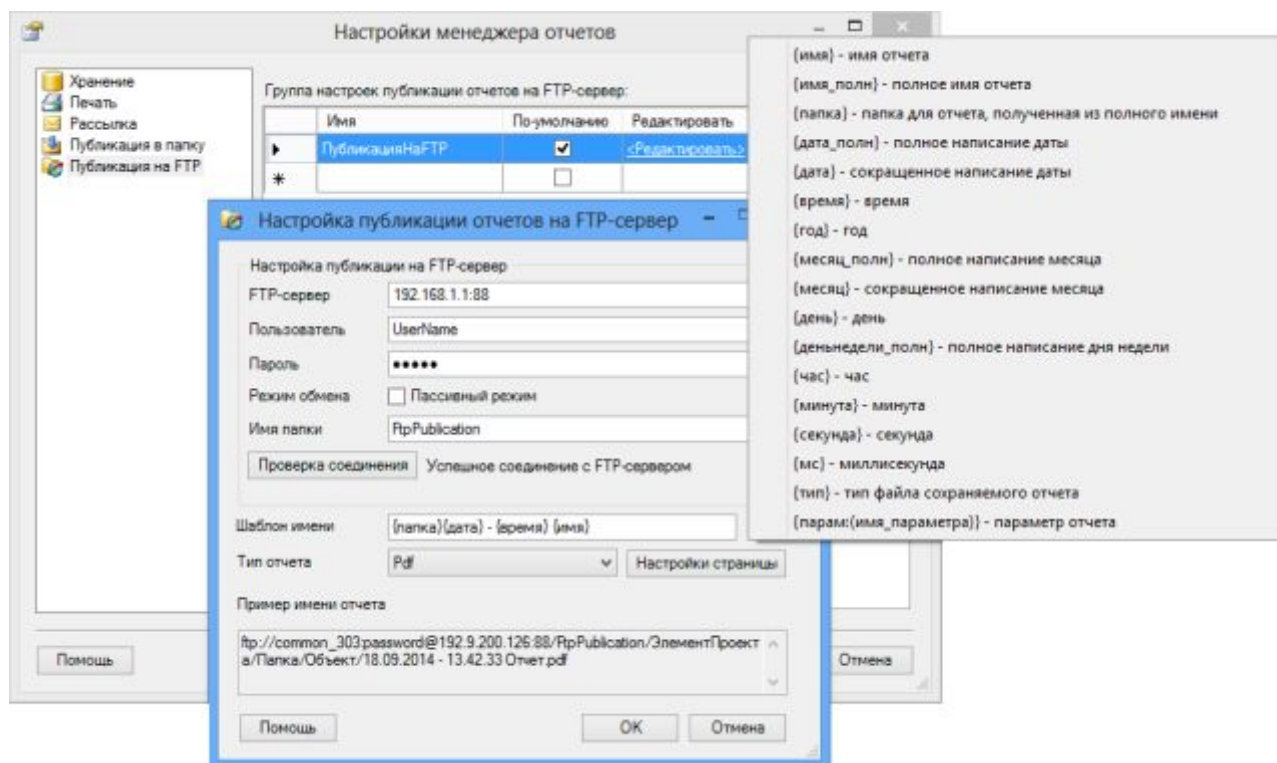 Настройки менеджера отчетов
Хранение
Печать
Рассылка
Публикация в папку
Публикация на FTP
Группа настроек публикации отчетов на FTP-сервер:
Имя По-умолчанию Редактировать
ПубликацияНаFTP <Редактировать>
Помощь
Отмена
Настройка публикации отчетов на FTP-сервер
Настройка публикации на FTP-сервер
FTP-сервер 192.168.1.1:88
Пользователь UserName
Пароль •••••
Режим обмена Пассивный режим
Имя папки FtpPublication
Проверка соединения Успешное соединение с FTP-сервером
Шаблон имени {папка}{дата} - {время} {имя}
Тип отчета Pdf Настройки страницы
Пример имени отчета
ftp://common_303:password@192.9.200.126:88/FtpPublication/ЭлементПроект
а/Папка/Объект/18.09.2014 - 13.42.33 Отчет.pdf
Помощь OK Отмена
{имя} - имя отчета
{имя_полн} - полное имя отчета
{папка} - папка для отчета, полученная из полного имени
{дата_полн} - полное написание даты
{дата} - сокращенное написание даты
{время} - время
{год} - год
{месяц_полн} - полное написание месяца
{месяц} - сокращенное написание месяца
{день} - день
{деньнедели_полн} - полное написание дня недели
{час} - час
{минута} - минута
{секунда} - секунда
{мс} - миллисекунда
{тип} - тип файла сохраняемого отчета
{парам:(имя_параметра)} - параметр отчета